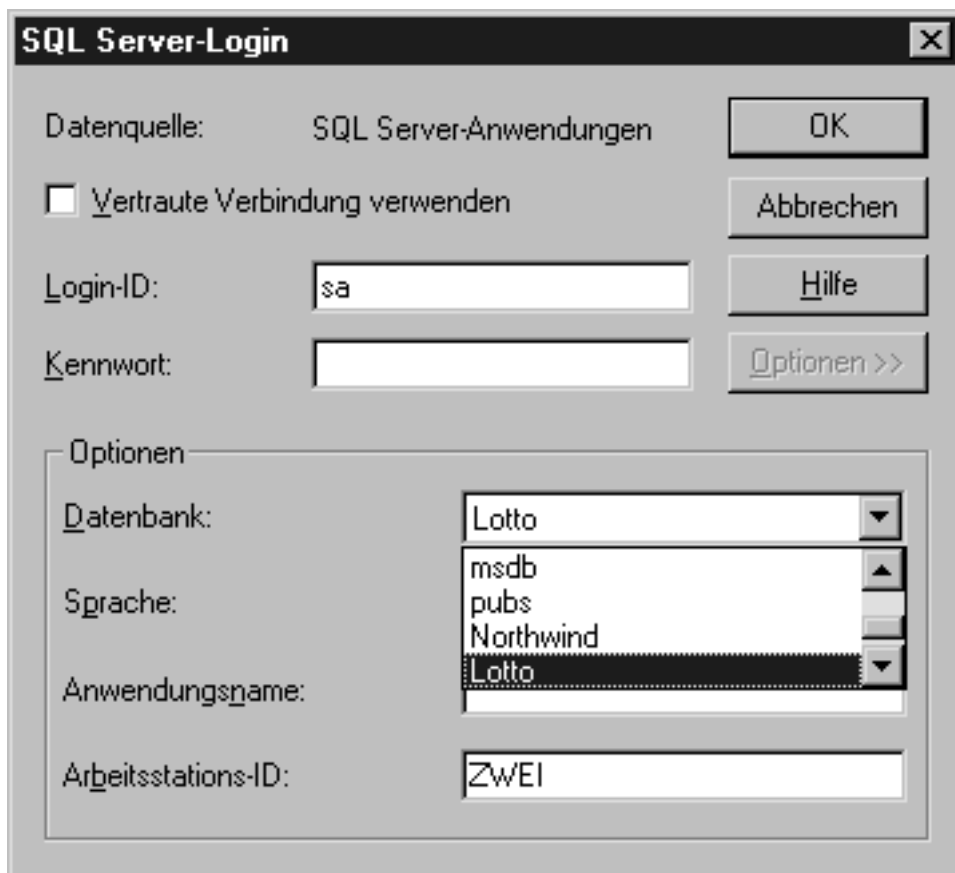 SQL Server-Login
Datenquelle: SQL Server-Anwendungen OK
Vertraute Verbindung verwenden Abbrechen
Login-ID: sa Hilfe
Kennwort: Optionen >>
Optionen
Datenbank: Lotto
msdb
Sprache: pubs
Northwind
Lotto
Anwendungsname:
Arbeitsstations-ID: ZWEI